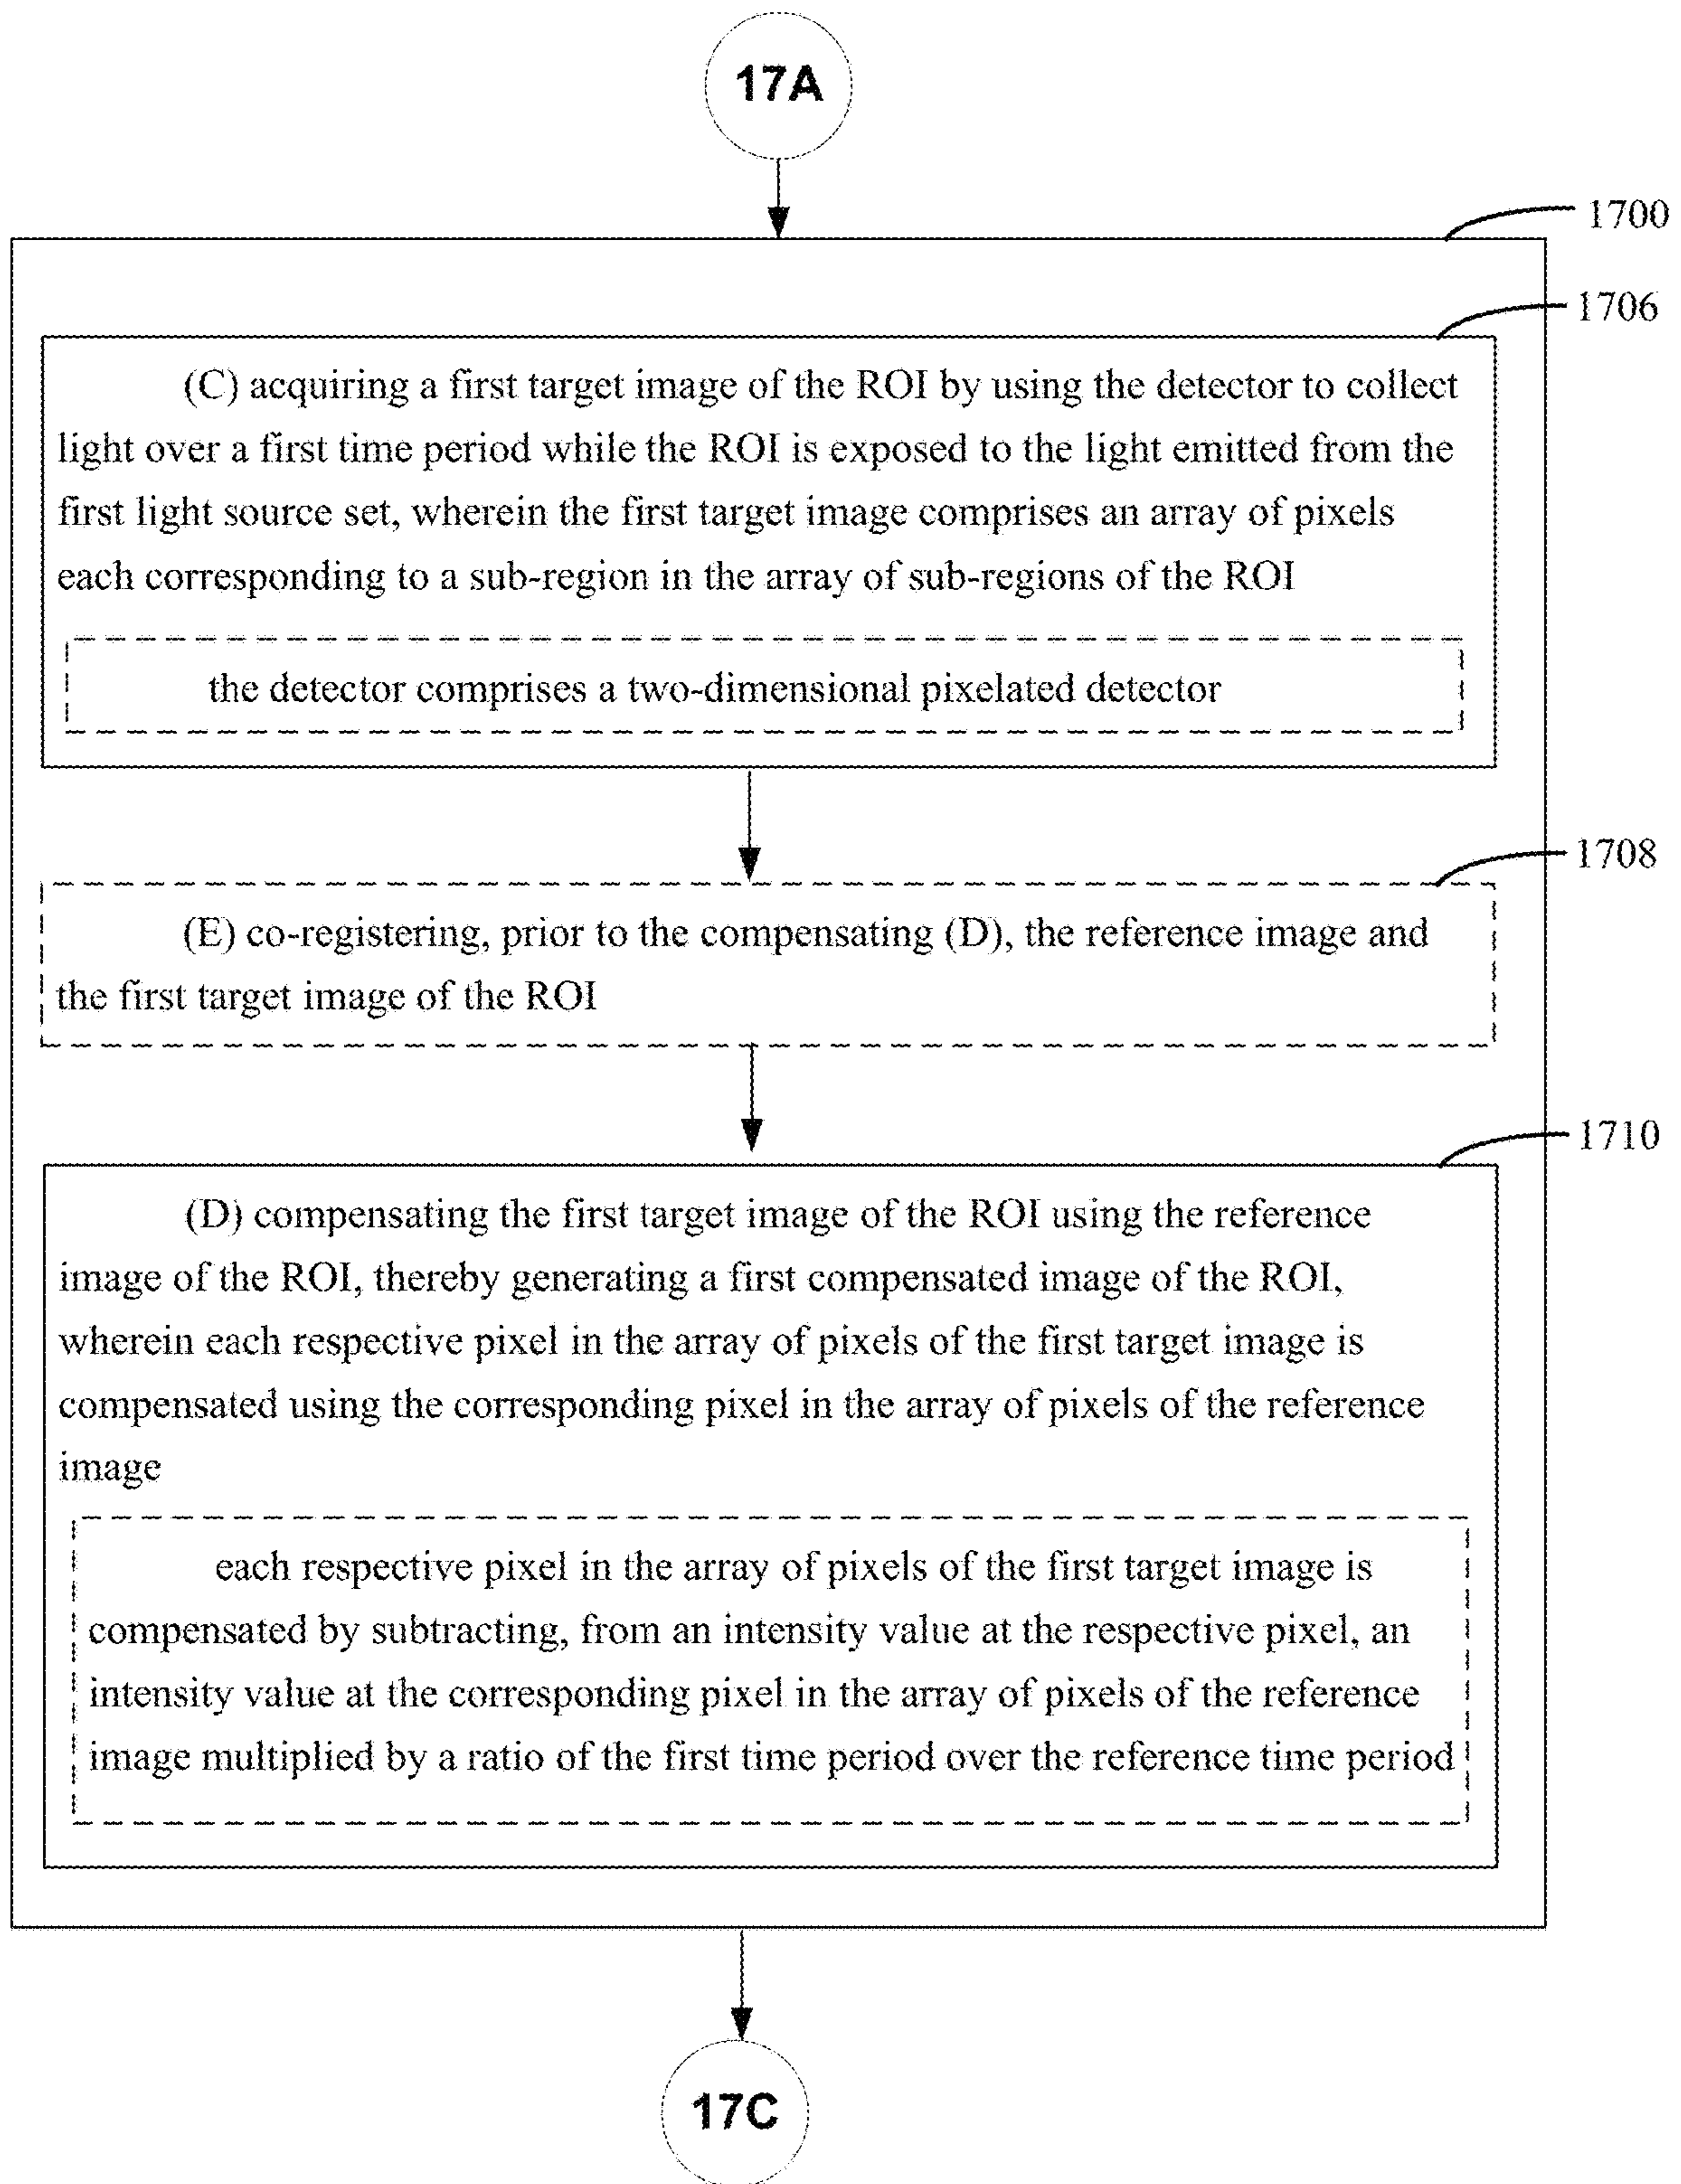 17A
1700
1706
(C) acquiring a first target image of the ROI by using the detector to collect
light over a first time period while the ROI is exposed to the light emitted from the
first light source set, wherein the first target image comprises an array of pixels
each corresponding to a sub-region in the array of sub-regions of the ROI
the detector comprises a two-dimensional pixelated detector
1708
(E) co-registering, prior to the compensating (D), the reference image and
the first target image of the ROI
1710
(D) compensating the first target image of the ROI using the reference
image of the ROI, thereby generating a first compensated image of the ROI,
wherein each respective pixel in the array of pixels of the first target image is
compensated using the corresponding pixel in the array of pixels of the reference
image
each respective pixel in the array of pixels of the first target image is
compensated by subtracting, from an intensity value at the respective pixel, an
intensity value at the corresponding pixel in the array of pixels of the reference
image multiplied by a ratio of the first time period over the reference time period
17C